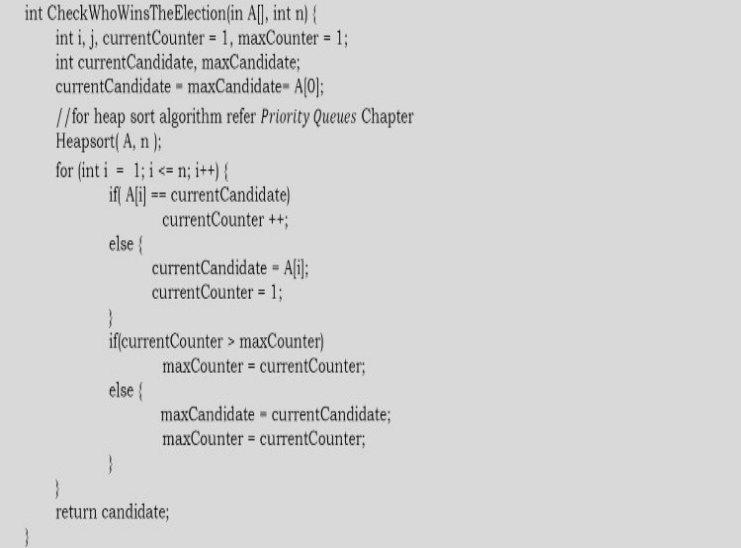 int CheckWhoWinsTheElection(in A[], int n) {
int i, j, currentCounter = 1, maxCounter = 1;
int currentCandidate, maxCandidate;
currentCandidate = maxCandidate= A[0];
//for heap sort algorithm refer Priority Queues Chapter
Heapsort( A, n );
for (int i = 1; i <= n; i++) {
if( A[i] == currentCandidate)
currentCounter ++;
else {
currentCandidate = A[i];
currentCounter = 1;
}
if(currentCounter > maxCounter)
maxCounter = currentCounter;
else {
maxCandidate = currentCandidate;
maxCounter = currentCounter;
}
}
return candidate;
}